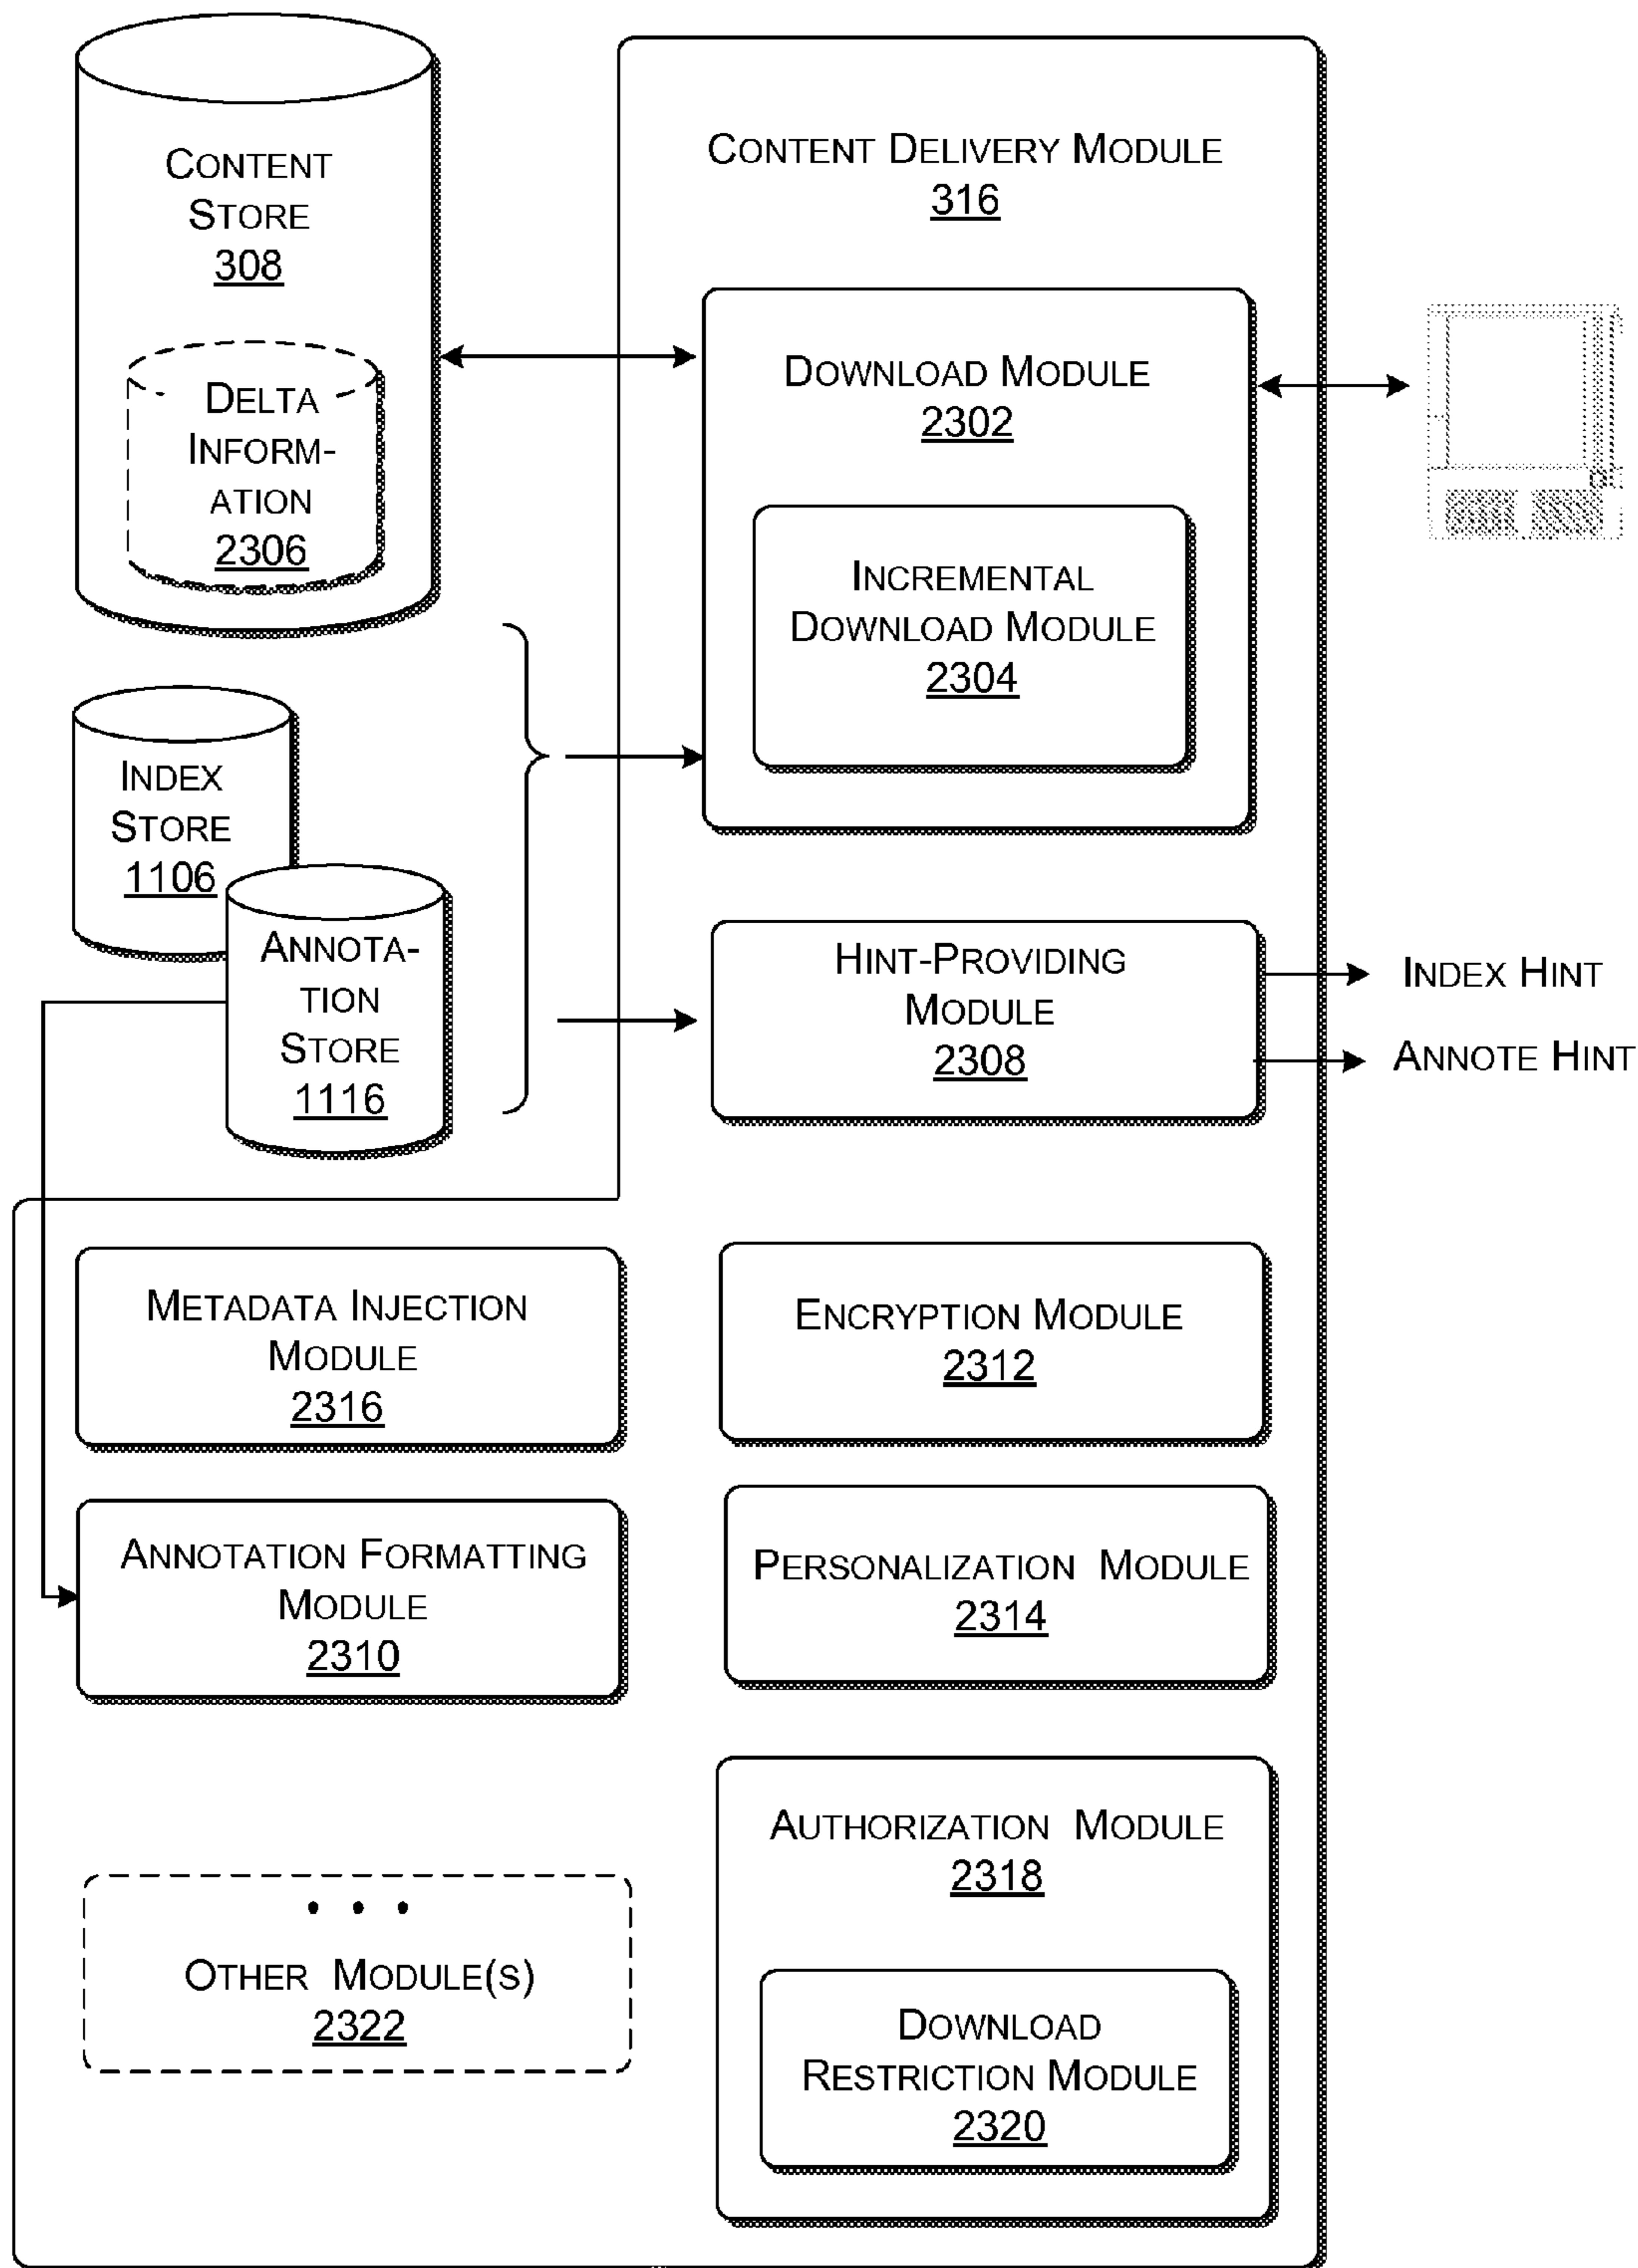 CONTENT
STORE
308
DELTA
INFORM-
ATION
2306
CONTENT DELIVERY MODULE
316
DOWNLOAD MODULE
2302
INCREMENTAL
DOWNLOAD MODULE
2304
INDEX
STORE
1106
ANNOTA-
TION
STORE
1116
HINT-PROVIDING
MODULE
2308
INDEX HINT
ANNOTE HINT
METADATA INJECTION
MODULE
2316
ENCRYPTION MODULE
2312
ANNOTATION FORMATTING
MODULE
2310
PERSONALIZATION MODULE
2314
AUTHORIZATION MODULE
2318
• • •
OTHER MODULE(S)
2322
DOWNLOAD
RESTRICTION MODULE
2320